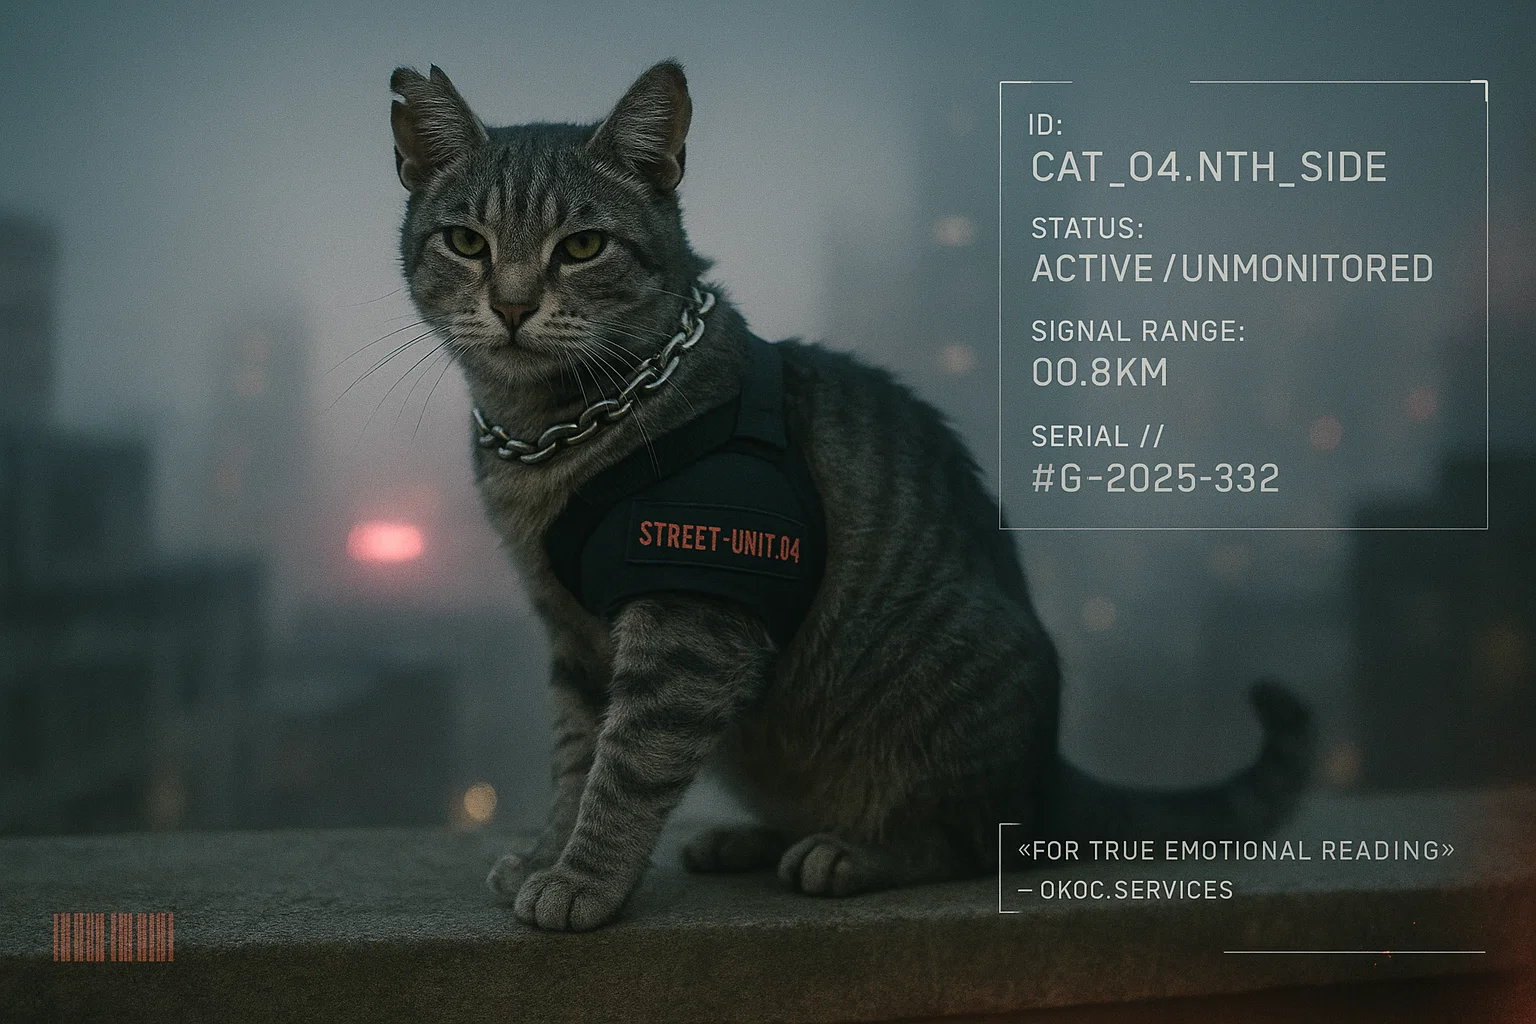 ID:
CAT_04.NTH_SIDE
STATUS:
ACTIVE/UNMONITORED
SIGNAL RANGE:
00.8KM
SERIAL //
#G-2025-332
STREET-UNIT.04
«FOR TRUE EMOTIONAL READING»
— OKOC.SERVICES